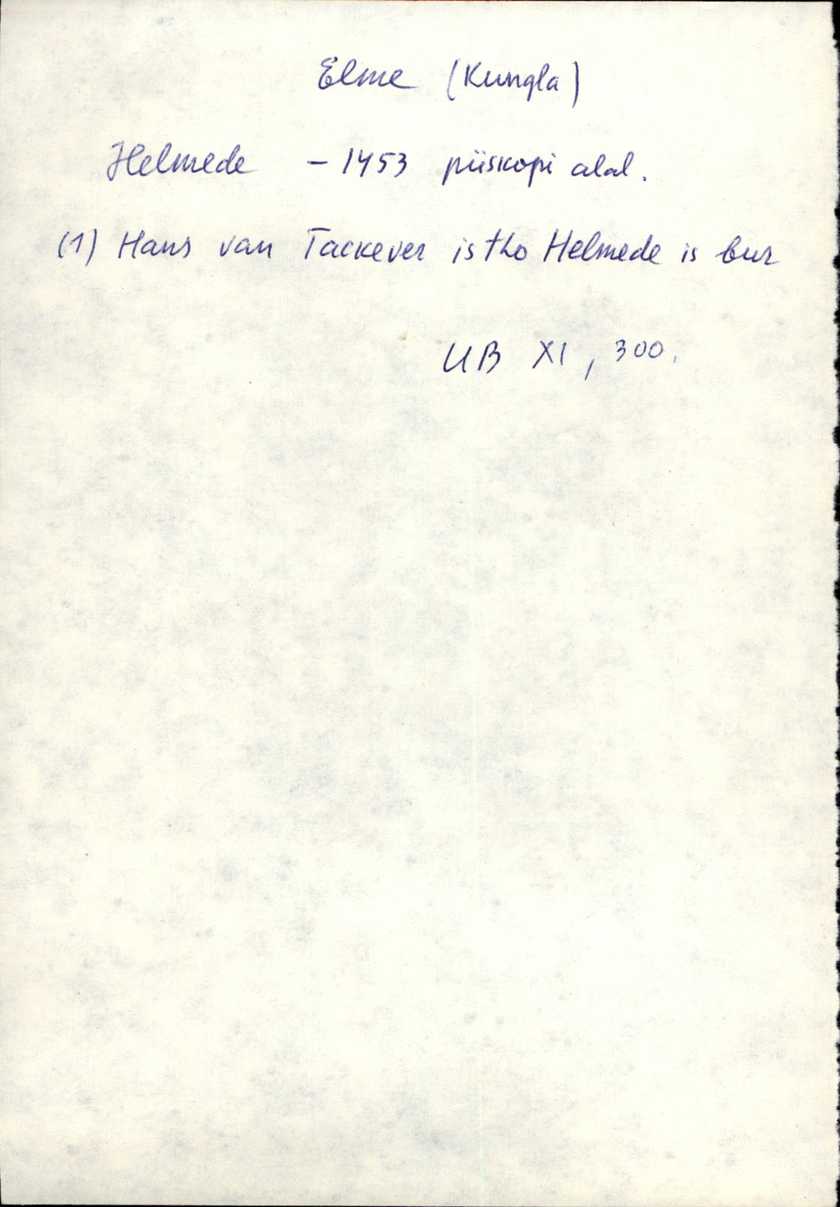 Elme (Kungla)
Helmede - 1453 piiskopi alal.
(1) Hans van Tackever is tho Helmede is bur
UB XI, 300.